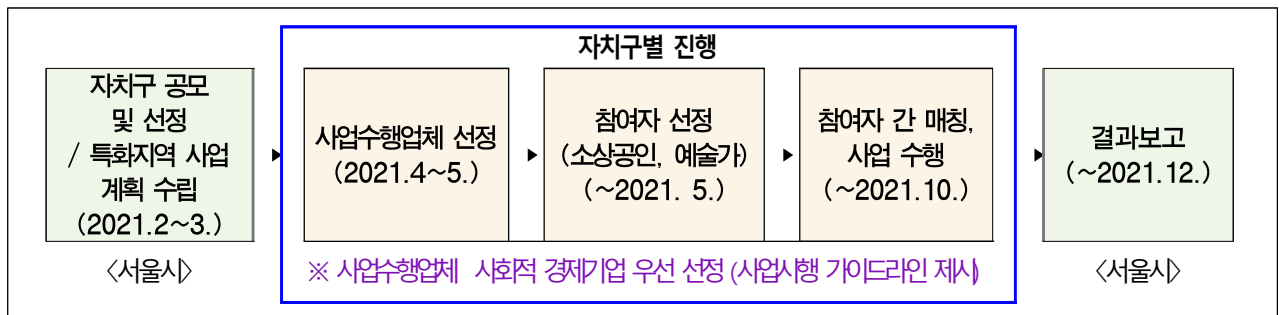 자치구별 진행
자치구 공모
및 선정
/ 특화지역 사업
계획 수립
(2021.2~3.)
사업수행업체 선정
(2021.4~5.)
참여자 선정
(소상공인, 예술가)
(~2021. 5.)
참여자 간 매칭,
사업 수행
(~2021.10.)
결과보고
(~2021.12.)
〈서울시〉
※ 사업수행업체 사회적 경제기업 우선 선정 (사업시행 가이드라인 제시)
〈서울시〉